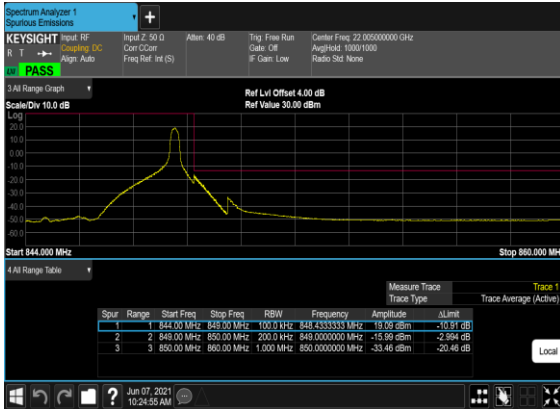 Spectrum Analyzer 1
Spurious Emissions
+
KEYSIGHT Input: RF Input Z: 50 Ω Atten: 40 dB Trig: Free Run Center Freq: 22.005000000 GHz
R T Coupling: DC Corr CCorr Gate: Off Avg|Hold: 1000/1000
Align: Auto Freq Ref: Int (S) IF Gain: Low Radio Std: None
PASS
3 All Range Graph
Ref Lvl Offset 4.00 dB
Scale/Div 10.0 dB Ref Value 30.00 dBm
Log
20.0
10.0
0.00
-10.0
-20.0
-30.0
-40.0
-50.0
-60.0
Start 844.000 MHz Stop 860.000 MH
4 All Range Table
Measure Trace Trace 1
Trace Type Trace Average (Active)
Spur Range Start Freq Stop Freq RBW Frequency Amplitude ΔLimit
1 1 844.00 MHz 849.00 MHz 100.0 kHz 848.4333333 MHz 19.09 dBm -10.91 dB
2 2 849.00 MHz 850.00 MHz 200.0 kHz 849.0000000 MHz -15.99 dBm -2.994 dB
3 3 850.00 MHz 860.00 MHz 1.000 MHz 850.0000000 MHz -33.46 dBm -20.46 dB
Local
? Jun 07, 2021
10:24:55 AM